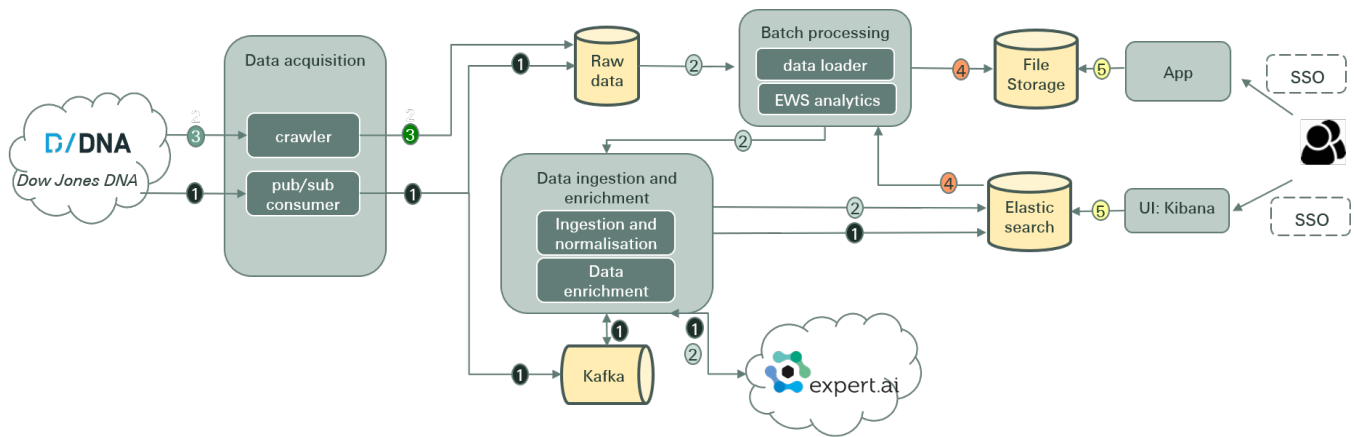 Data acquisition
crawler
pub/sub
consumer
D/DNA
Dow Jones DNA
2
3
1
2
3
1
1
Raw
data
2
Batch processing
data loader
EWS analytics
4
File
Storage
5
App
SSO
2
Data ingestion and
enrichment
Ingestion and
normalisation
Data
enrichment
4
2
1
Elastic
search
5
UI: Kibana
SSO
1
1
2
1
Kafka
expert.ai